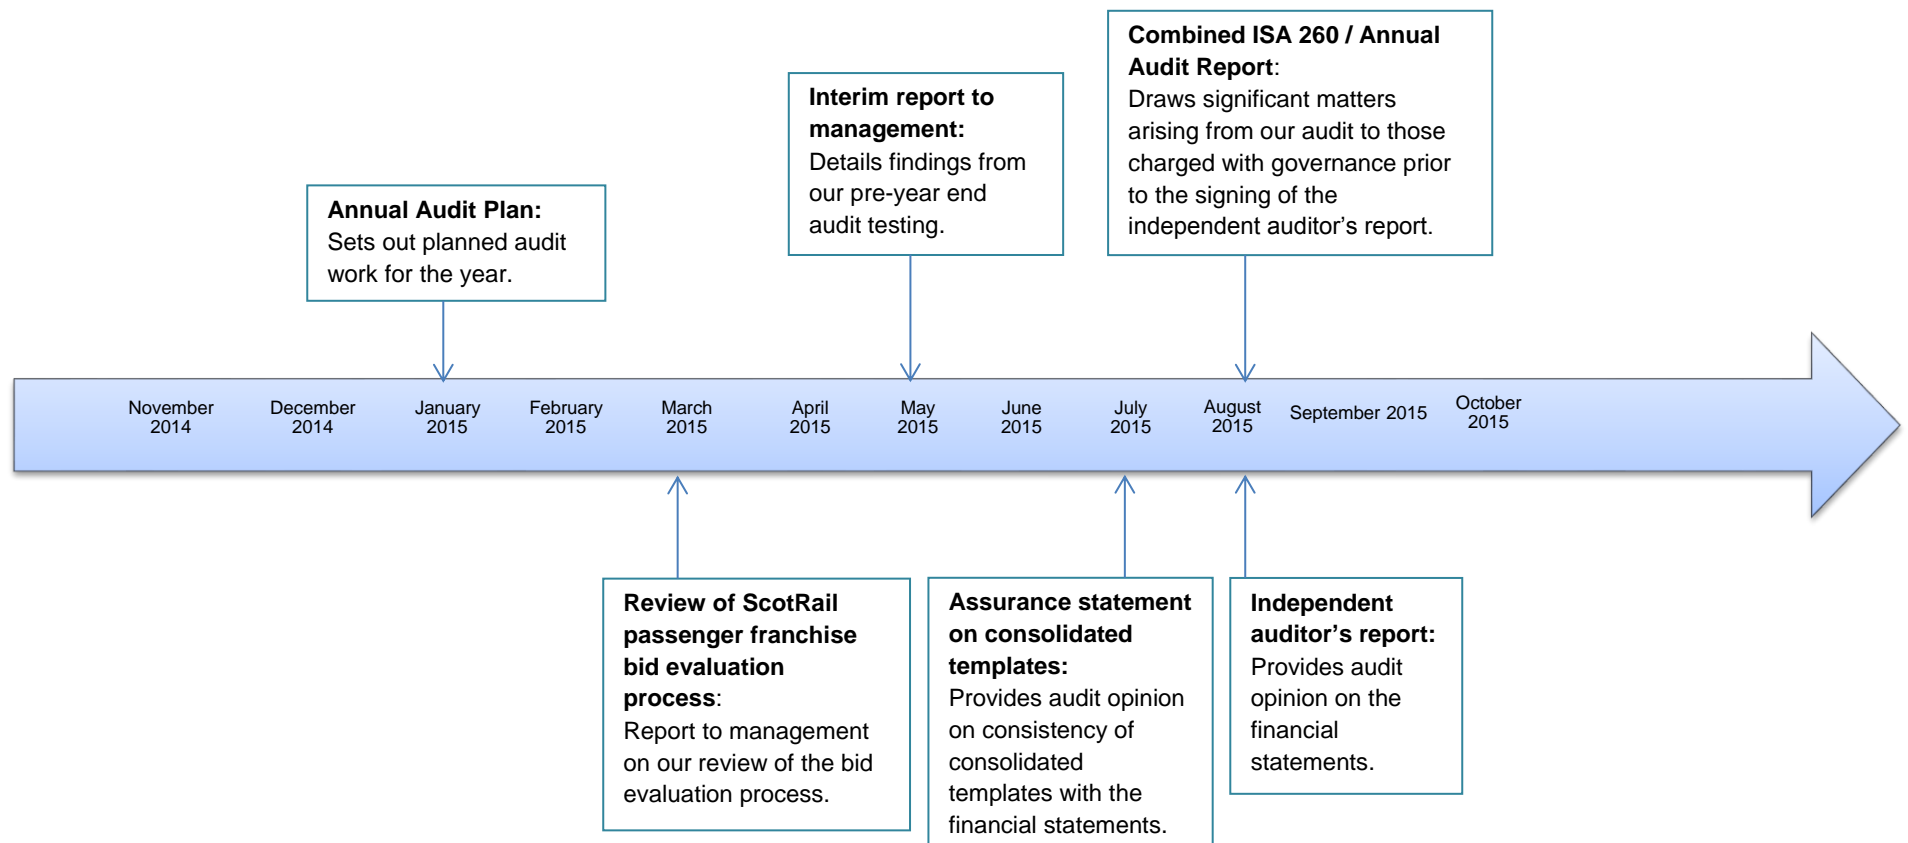 Combined ISA 260 / Annual
Audit Report:
Draws significant matters
arising from our audit to those
charged with governance prior
to the signing of the
independent auditor’s report.
Interim report to
management:
Details findings from
our pre-year end
audit testing.
Annual Audit Plan:
Sets out planned audit
work for the year.
November
2014
December
2014
January
2015
February
2015
March
2015
April
2015
May
2015
June
2015
July
2015
August
2015
September 2015
October
2015
Review of ScotRail
passenger franchise
bid evaluation
process:
Report to management
on our review of the bid
evaluation process.
Assurance statement
on consolidated
templates:
Provides audit opinion
on consistency of
consolidated
templates with the
financial statements.
Independent
auditor’s report:
Provides audit
opinion on the
financial
statements.